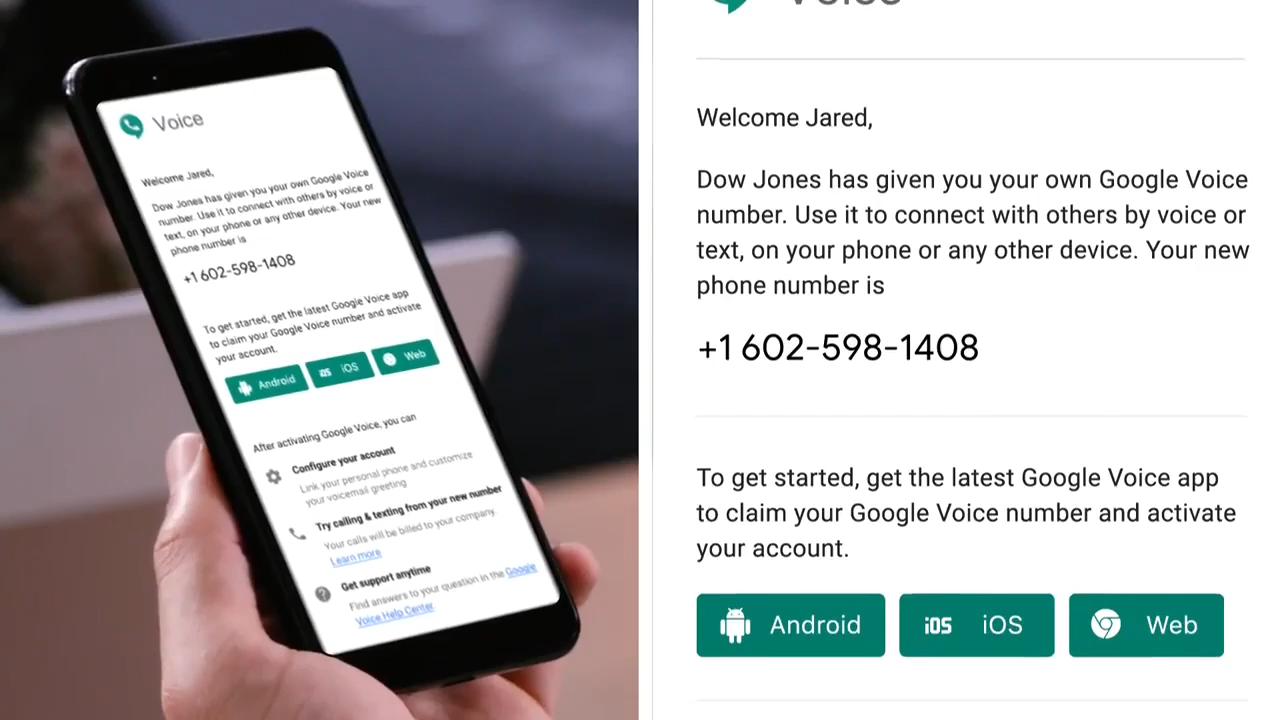 Voice
Welcome Jared,
Dow Jones has given you your own Google Voice
number. Use it to connect with others by voice or
text, on your phone or any other device. Your new
phone number is
+1 602-598-1408
To get started, get the latest Google Voice app
to claim your Google Voice number and activate
your account.
Android
iOS iOS
Web
After activating Google Voice, you can
Configure your account
Link your personal phone and customize
your voicemail greeting
Try calling & texting from your new number
Your calls will be billed to your company.
Learn more
Get support anytime
Find answers to your question in the Google
Voice Help Center.
Voice
Welcome Jared,
Dow Jones has given you your own Google Voice
number. Use it to connect with others by voice or
text, on your phone or any other device. Your new
phone number is
+1 602-598-1408
To get started, get the latest Google Voice app
to claim your Google Voice number and activate
your account.
Android
iOS iOS
Web